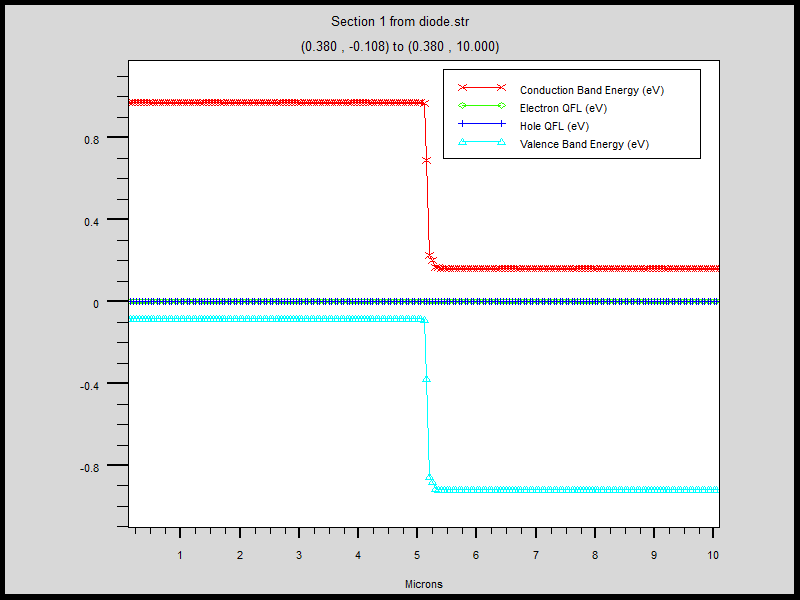 Section 1 from diode.str
(0.380 , -0.108) to (0.380 , 10.000)
Conduction Band Energy (eV)
Electron QFL (eV)
Hole QFL (eV)
Valence Band Energy (eV)
0.8
0.4
0
-0.4
-0.8
1 2 3 4 5 6 7 8 9 10
Microns